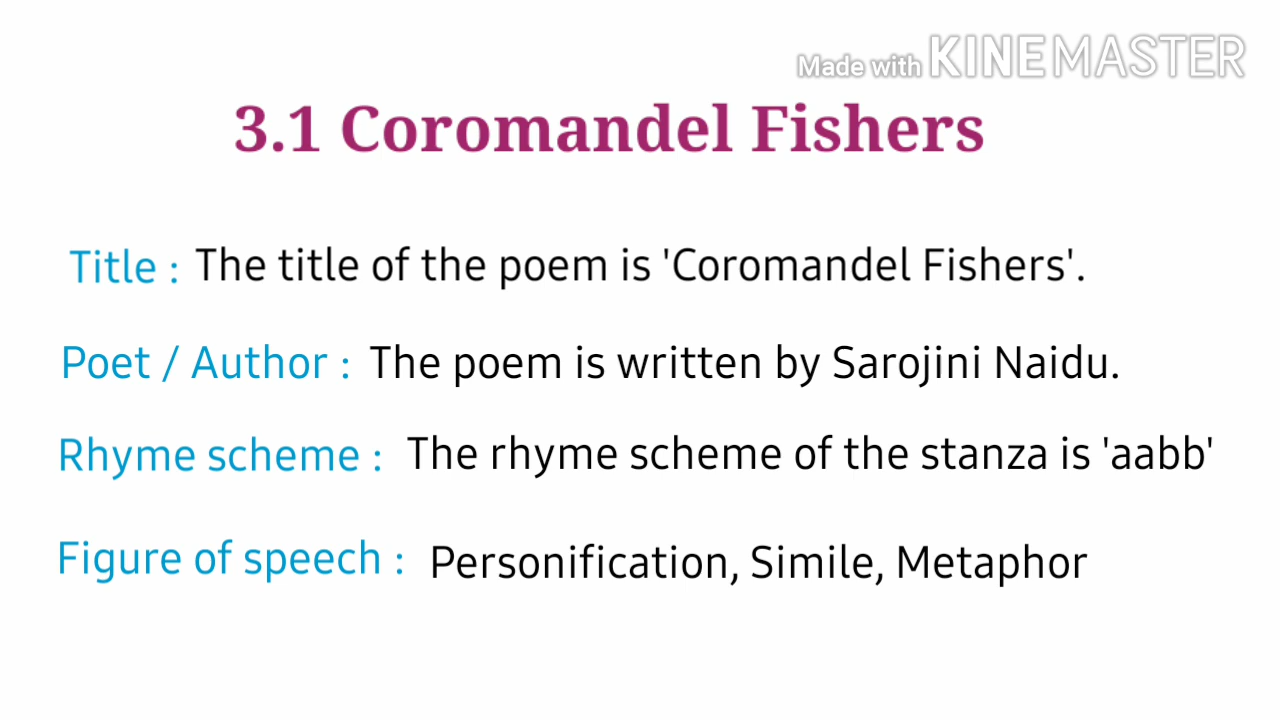 Made with KINEMASTER
3.1 Coromandel Fishers
Title : The title of the poem is 'Coromandel Fishers'.
Poet / Author : The poem is written by Sarojini Naidu.
Rhyme scheme : The rhyme scheme of the stanza is 'aabb'
Figure of speech : Personification, Simile, Metaphor